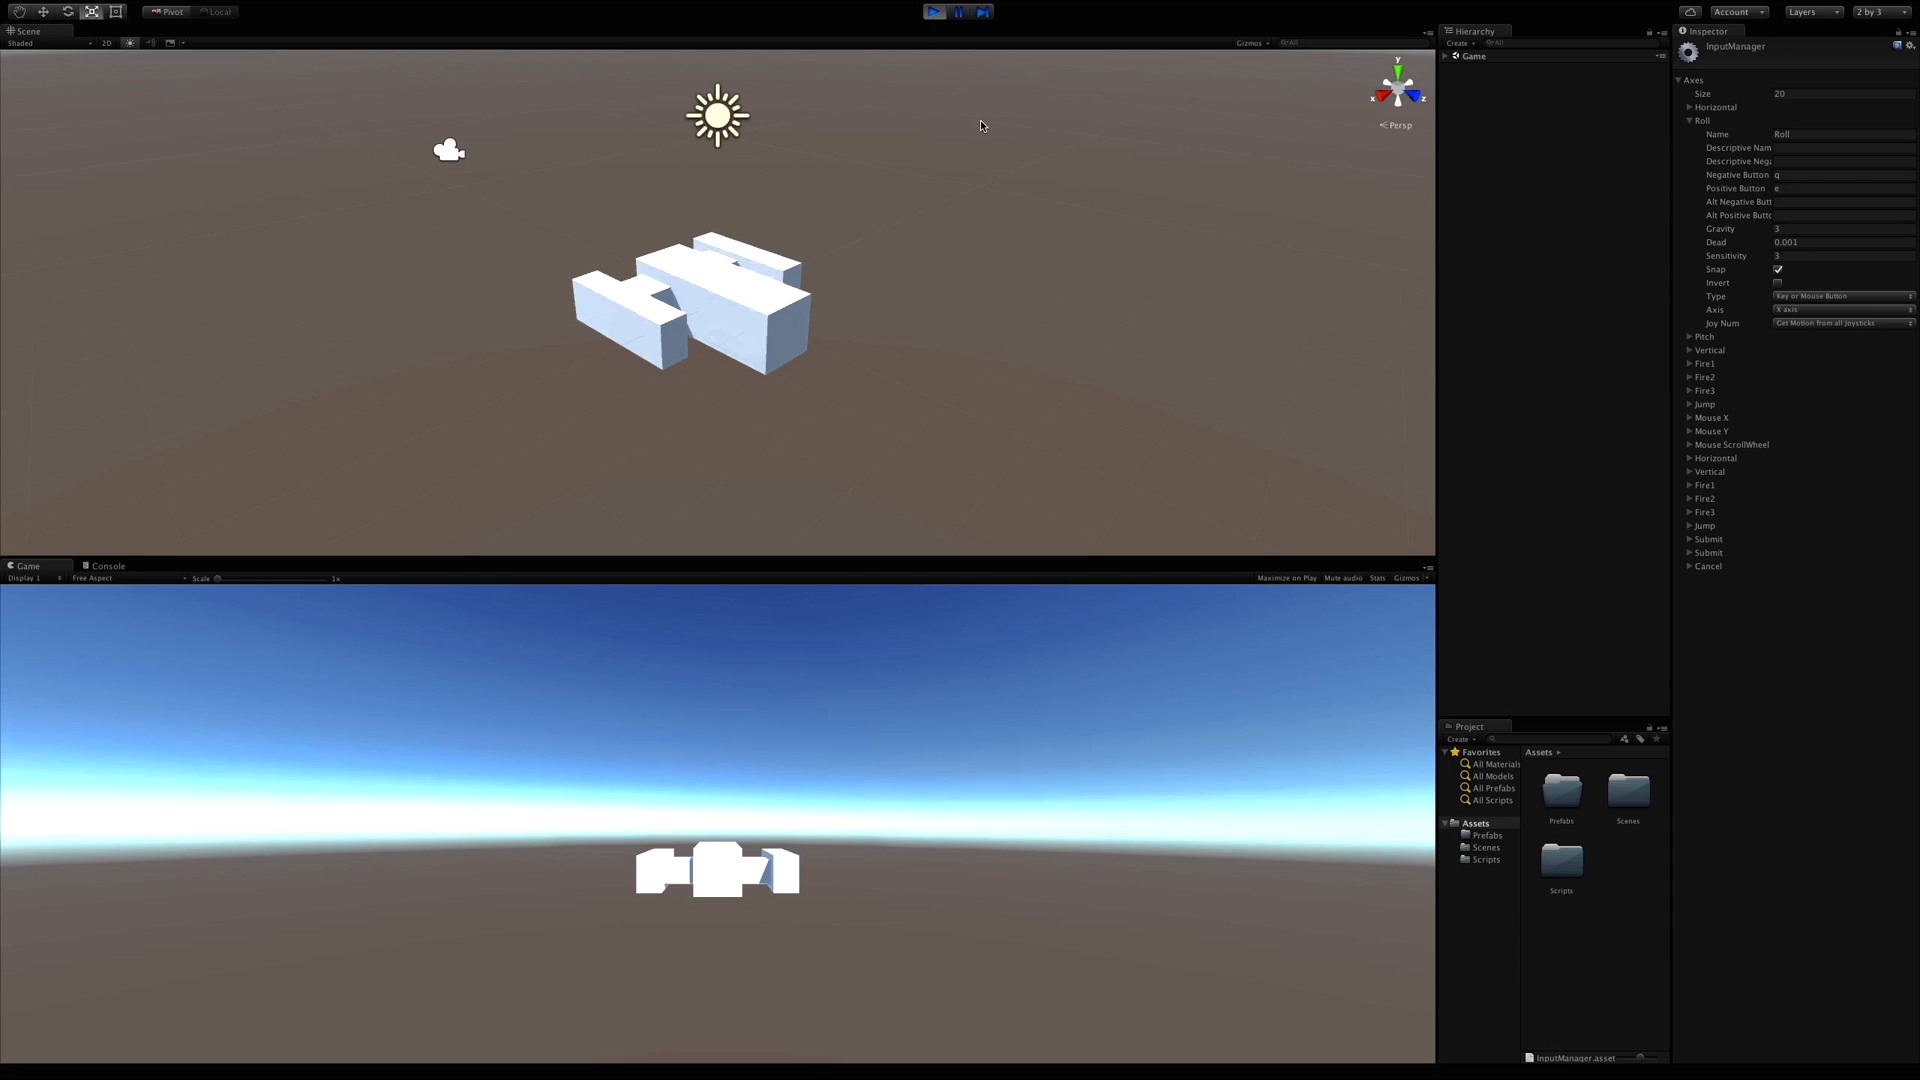 Pivot Local
Account Layers 2 by 3
Scene
Shaded 2D Gizmos All
y
x z
Persp
Game Console
Display 1 Free Aspect Scale 1x Maximize on Play Mute audio Stats Gizmos
Hierarchy
Create All
Game
Project
Create
Favorites
All Materials
All Models
All Prefabs
All Scripts
Assets
Prefabs
Scenes
Scripts
Assets
Prefabs Scenes
Scripts
InputManager.asset
Inspector
InputManager
Axes
Size 20
Horizontal
Roll
Name Roll
Descriptive Nam
Descriptive Neg
Negative Button q
Positive Button e
Alt Negative Butt
Alt Positive Butt
Gravity 3
Dead 0.001
Sensitivity 3
Snap
Invert
Type Key or Mouse Button
Axis X axis
Joy Num Get Motion from all Joysticks
Pitch
Vertical
Fire1
Fire2
Fire3
Jump
Mouse X
Mouse Y
Mouse ScrollWheel
Horizontal
Vertical
Fire1
Fire2
Fire3
Jump
Submit
Submit
Cancel